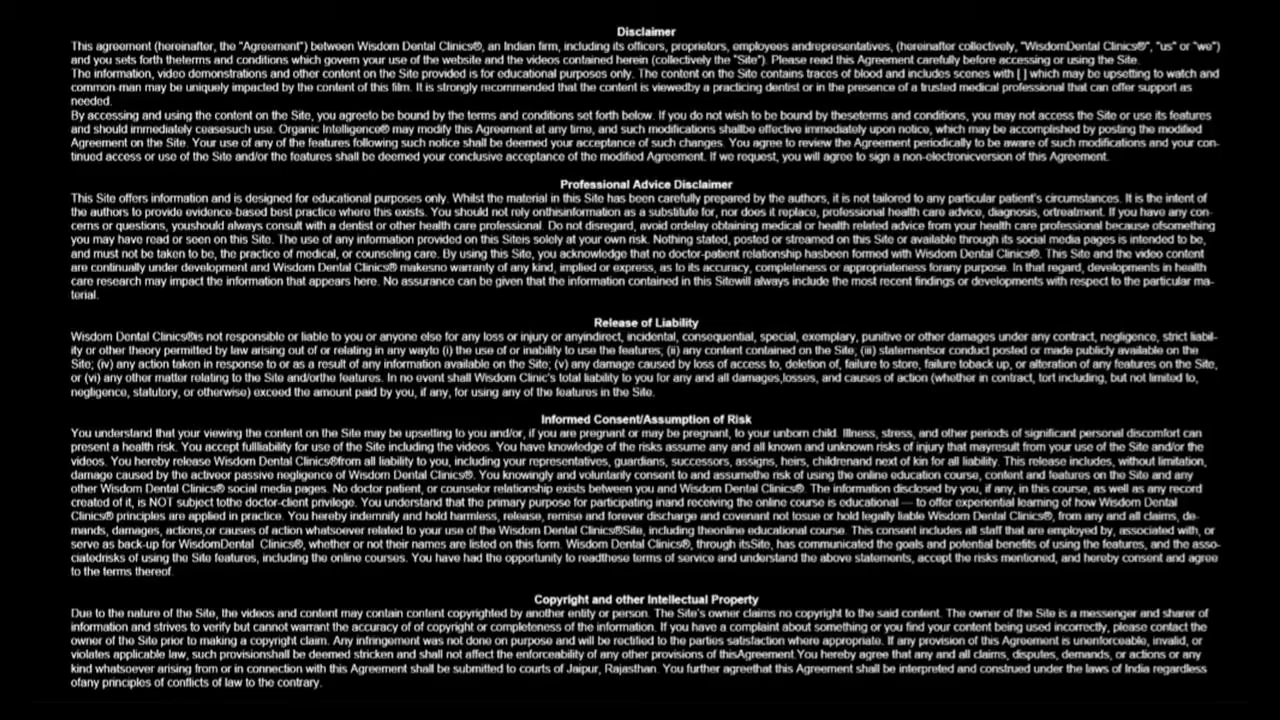 Disclaimer
This agreement (hereinafter, the "Agreement") between Wisdom Dental Clinics®, an Indian firm, including its officers, proprietors, employees andrepresentatives, (hereinafter collectively, "WisdomDental Clinics®", "us" or "we")
and you sets forth theterms and conditions which govern your use of the website and the videos contained herein (collectively the "Site"). Please read this Agreement carefully before accessing or using the Site.
The information, video demonstrations and other content on the Site provided is for educational purposes only. The content on the Site contains traces of blood and includes scenes with [ ] which may be upsetting to watch and
common-man may be uniquely impacted by the content of this film. It is strongly recommended that the content is viewedby a practicing dentist or in the presence of a trusted medical professional that can offer support as
needed.
By accessing and using the content on the Site, you agreeto be bound by the terms and conditions set forth below. If you do not wish to be bound by theseterms and conditions, you may not access the Site or use its features
and should immediately ceasesuch use. Organic Intelligence® may modify this Agreement at any time, and such modifications shallbe effective immediately upon notice, which may be accomplished by posting the modified
Agreement on the Site. Your use of any of the features following such notice shall be deemed your acceptance of such changes. You agree to review the Agreement periodically to be aware of such modifications and your con-
tinued access or use of the Site and/or the features shall be deemed your conclusive acceptance of the modified Agreement. If we request, you will agree to sign a non-electronicversion of this Agreement.
Professional Advice Disclaimer
This Site offers information and is designed for educational purposes only. Whilst the material in this Site has been carefully prepared by the authors, it is not tailored to any particular patient's circumstances. It is the intent of
the authors to provide evidence-based best practice where this exists. You should not rely onthisinformation as a substitute for, nor does it replace, professional health care advice, diagnosis, ortreatment. If you have any con-
cerns or questions, youshould always consult with a dentist or other health care professional. Do not disregard, avoid ordelay obtaining medical or health related advice from your health care professional because ofsomething
you may have read or seen on this Site. The use of any information provided on this Siteis solely at your own risk. Nothing stated, posted or streamed on this Site or available through its social media pages is intended to be,
and must not be taken to be, the practice of medical, or counseling care. By using this Site, you acknowledge that no doctor-patient relationship hasbeen formed with Wisdom Dental Clinics®. This Site and the video content
are continually under development and Wisdom Dental Clinics® makesno warranty of any kind, implied or express, as to its accuracy, completeness or appropriateness forany purpose. In that regard, developments in health
care research may impact the information that appears here. No assurance can be given that the information contained in this Sitewill always include the most recent findings or developments with respect to the particular ma-
terial.
Release of Liability
Wisdom Dental Clinics®is not responsible or liable to you or anyone else for any loss or injury or anyindirect, incidental, consequential, special, exemplary, punitive or other damages under any contract, negligence, strict liabil-
ity or other theory permitted by law arising out of or relating in any wayto (i) the use of or inability to use the features; (ii) any content contained on the Site, (iii) statementsor conduct posted or made publicly available on the
Site; (iv) any action taken in response to or as a result of any information available on the Site; (v) any damage caused by loss of access to, deletion of, failure to store, failure toback up, or alteration of any features on the Site,
or (vi) any other matter relating to the Site and/orthe features. In no event shall Wisdom Clinic's total liability to you for any and all damages,losses, and causes of action (whether in contract, tort including, but not limited to,
negligence, statutory, or otherwise) exceed the amount paid by you, if any, for using any of the features in the Site.
Informed Consent/Assumption of Risk
You understand that your viewing the content on the Site may be upsetting to you and/or, if you are pregnant or may be pregnant, to your unborn child. Illness, stress, and other periods of significant personal discomfort can
present a health risk. You accept fullliability for use of the Site including the videos. You have knowledge of the risks assume any and all known and unknown risks of injury that mayresult from your use of the Site and/or the
videos. You hereby release Wisdom Dental Clinics®from all liability to you, including your representatives, guardians, successors, assigns, heirs, childrenand next of kin for all liability. This release includes, without limitation,
damage caused by the activeor passive negligence of Wisdom Dental Clinics®. You knowingly and voluntarily consent to and assumethe risk of using the online education course, content and features on the Site and any
other Wisdom Dental Clinics® social media pages. No doctor patient, or counselor relationship exists between you and Wisdom Dental Clinics®. The information disclosed by you, if any, in this course, as well as any record
created of it, is NOT subject tothe doctor-client privilege. You understand that the primary purpose for participating inand receiving the online course is educational — to offer experiential learning of how Wisdom Dental
Clinics® principles are applied in practice. You hereby indemnify and hold harmless, release, remise and forever discharge and covenant not tosue or hold legally liable Wisdom Dental Clinics®, from any and all claims, de-
mands, damages, actions,or causes of action whatsoever related to your use of the Wisdom Dental Clinics®Site, including theonline educational course. This consent includes all staff that are employed by, associated with, or
serve as back-up for WisdomDental  Clinics®, whether or not their names are listed on this form. Wisdom Dental Clinics®, through itsSite, has communicated the goals and potential benefits of using the features, and the asso-
ciatedrisks of using the Site features, including the online courses. You have had the opportunity to readthese terms of service and understand the above statements, accept the risks mentioned, and hereby consent and agree
to the terms thereof.
Copyright and other Intellectual Property
Due to the nature of the Site, the videos and content may contain content copyrighted by another entity or person. The Site's owner claims no copyright to the said content. The owner of the Site is a messenger and sharer of
information and strives to verify but cannot warrant the accuracy of of copyright or completeness of the information. If you have a complaint about something or you find your content being used incorrectly, please contact the
owner of the Site prior to making a copyright claim. Any infringement was not done on purpose and will be rectified to the parties satisfaction where appropriate. If any provision of this Agreement is unenforceable, invalid, or
violates applicable law, such provisionshall be deemed stricken and shall not affect the enforceability of any other provisions of thisAgreement.You hereby agree that any and all claims, disputes, demands, or actions or any
kind whatsoever arising from or in connection with this Agreement shall be submitted to courts of Jaipur, Rajasthan. You further agreethat this Agreement shall be interpreted and construed under the laws of India regardless
ofany principles of conflicts of law to the contrary.